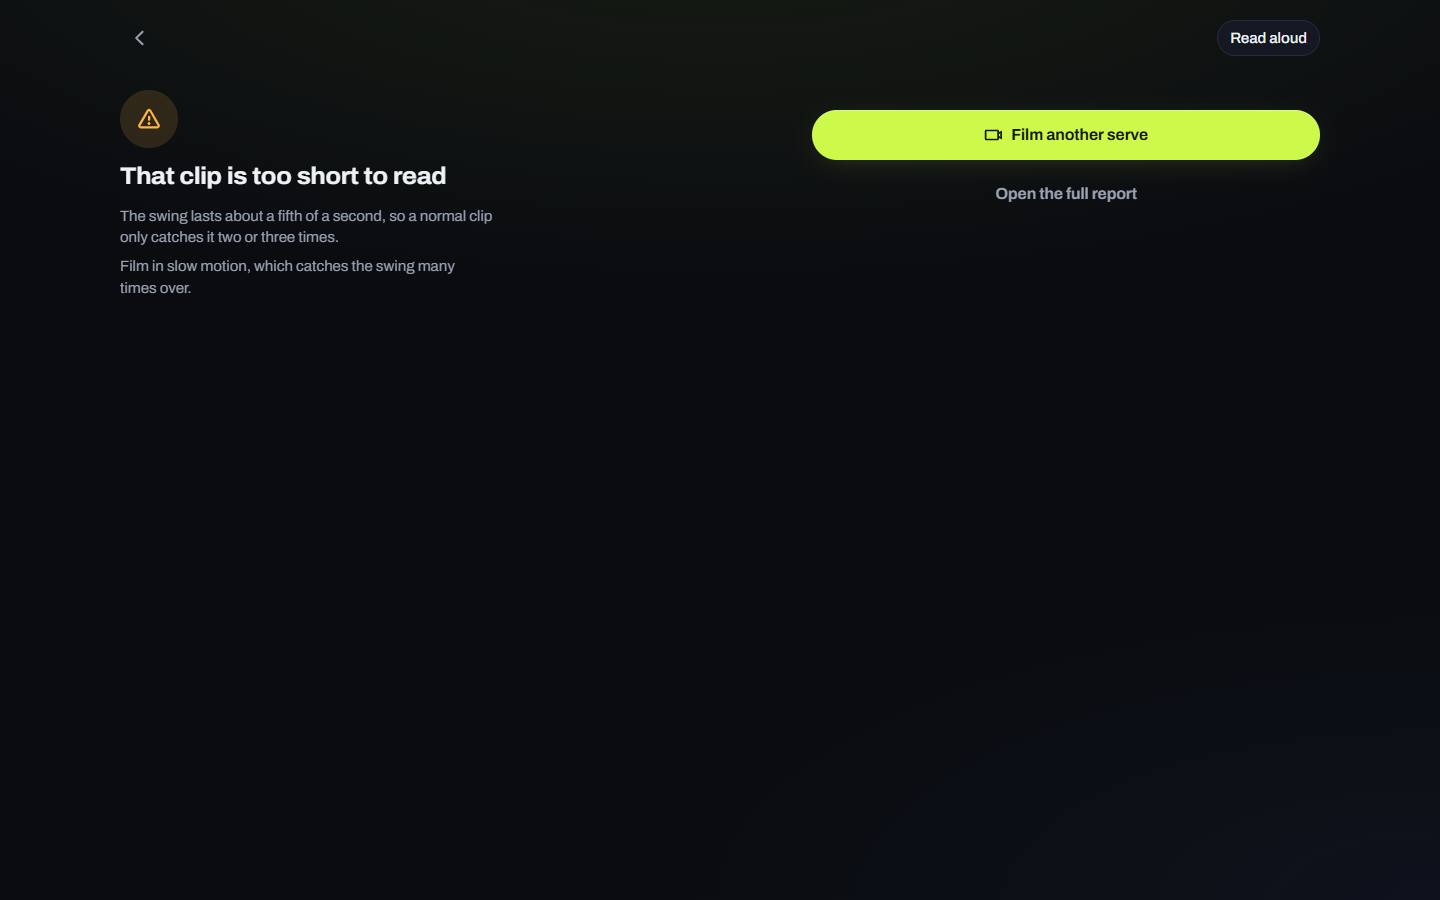 Read aloud
That clip is too short to read
The swing lasts about a fifth of a second, so a normal clip
only catches it two or three times.
Film in slow motion, which catches the swing many
times over.
Film another serve
Open the full report